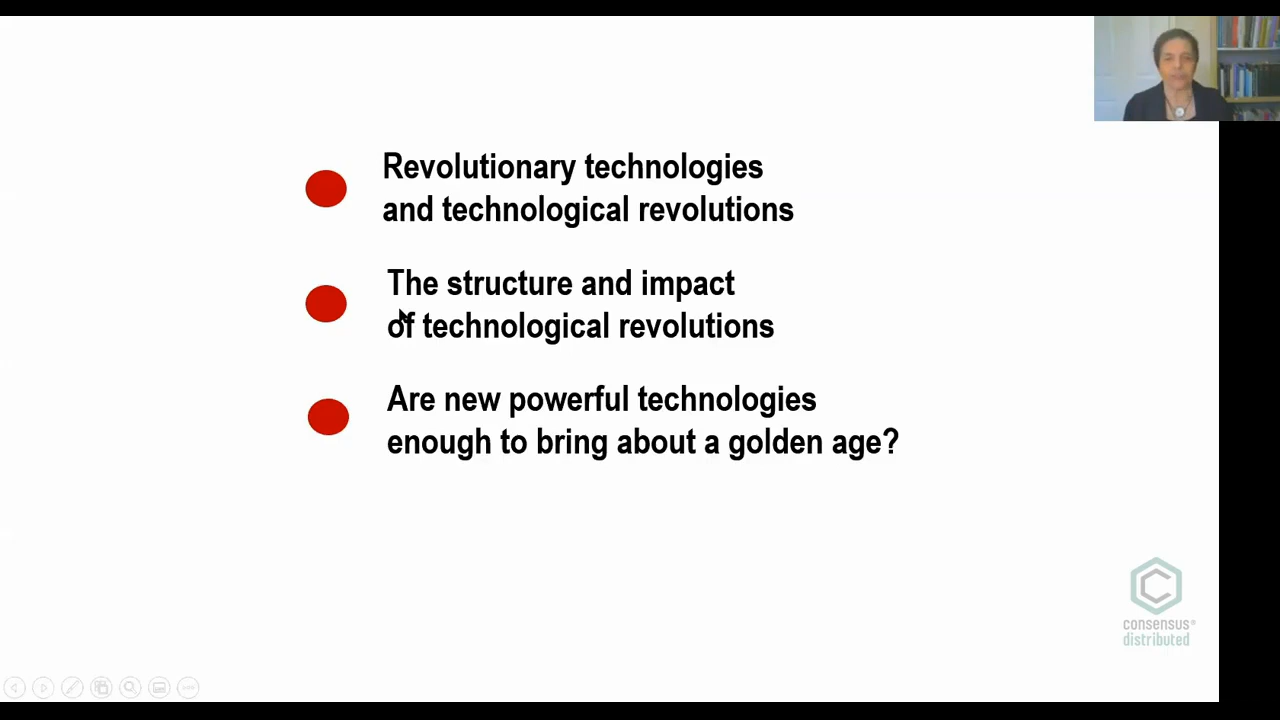 Revolutionary technologies
and technological revolutions
The structure and impact
of technological revolutions
Are new powerful technologies
enough to bring about a golden age?
consensus®
distributed